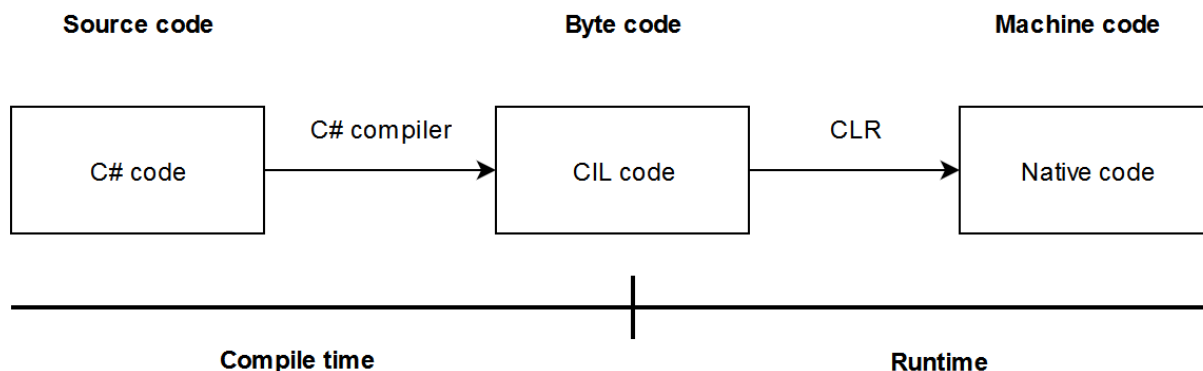 Source code
Byte code
Machine code
C# compiler
CLR
C# code
CIL code
Native code
Compile time
Runtime